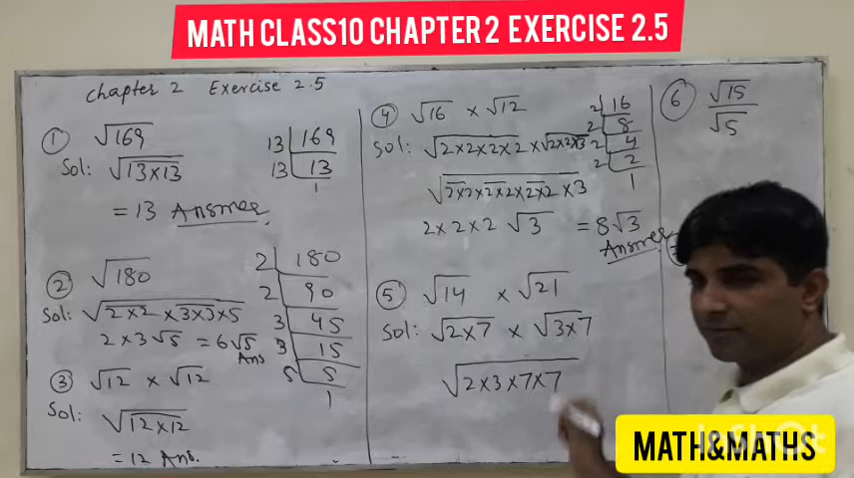 MATH CLASS10 CHAPTER 2 EXERCISE 2.5
Chapter 2 Exercise 2.5
① √169
Sol: √13×13
= 13 Answer
13 | 169
13 | 13
1
② √180
Sol: √2×2×3×3×5
2×3√5 = 6√5
Ans
2 | 180
2 | 90
3 | 45
3 | 15
5 | 5
1
③ √12 × √12
Sol: √12×12
= 12 Ans.
④ √16 × √12
Sol: √2×2×2×2×√2×2×3
√2×2×2×2×2×2×3
2×2×2√3 = 8√3
Answer
2 | 16
2 | 8
2 | 4
2 | 2
1
⑤ √14 × √21
Sol: √2×7 × √3×7
√2×3×7×7
⑥ √15
√5
MATH&MATHS